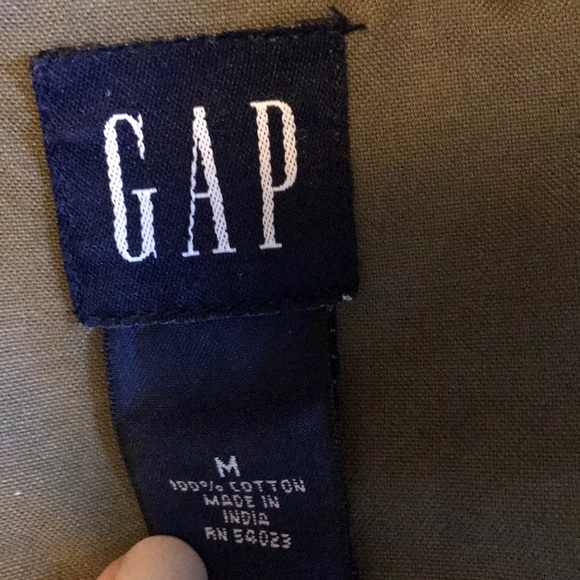 GAP
M
100% COTTON
MADE IN
INDIA
RN 54023